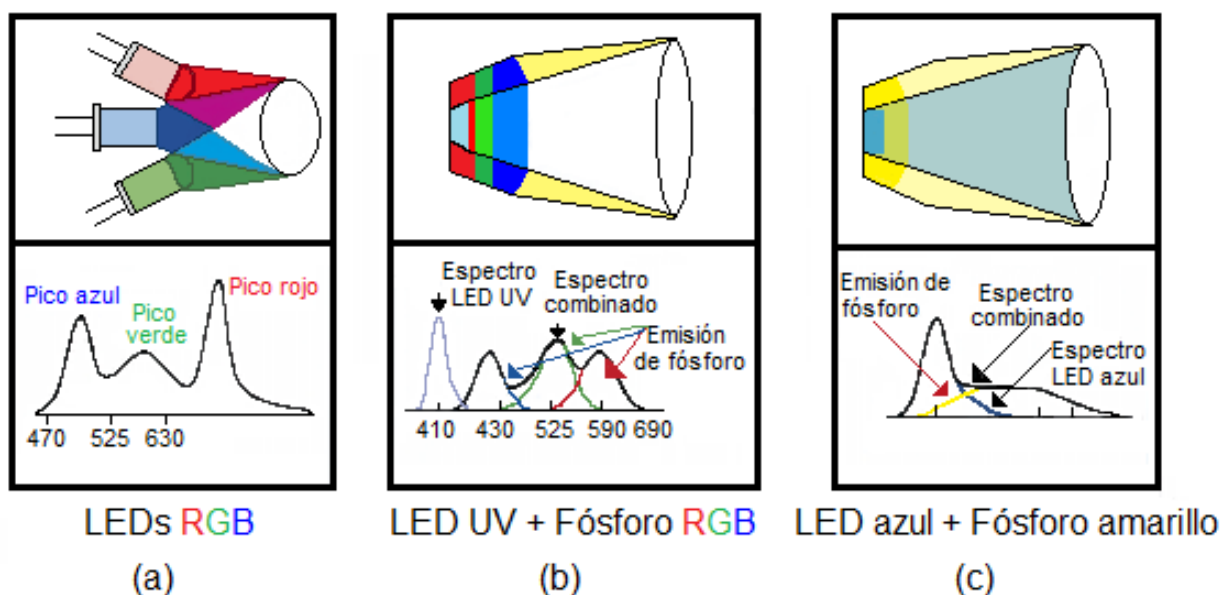 Pico azul
Pico
verde
Pico rojo
470 525 630
LEDs RGB
(a)
Espectro
LED UV
Espectro
combinado
Emisión
de fósforo
410 430 525 590 690
LED UV + Fósforo RGB
(b)
Emisión de
fósforo
Espectro
combinado
Espectro
LED azul
LED azul + Fósforo amarillo
(c)